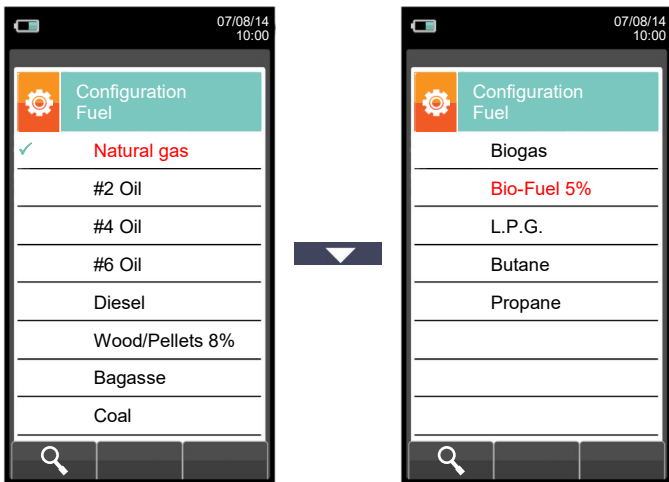 07/08/14
10:00
Configuration
Fuel
Natural gas
#2 Oil
#4 Oil
#6 Oil
Diesel
Wood/Pellets 8%
Bagasse
Coal
07/08/14
10:00
Configuration
Fuel
Biogas
Bio-Fuel 5%
L.P.G.
Butane
Propane